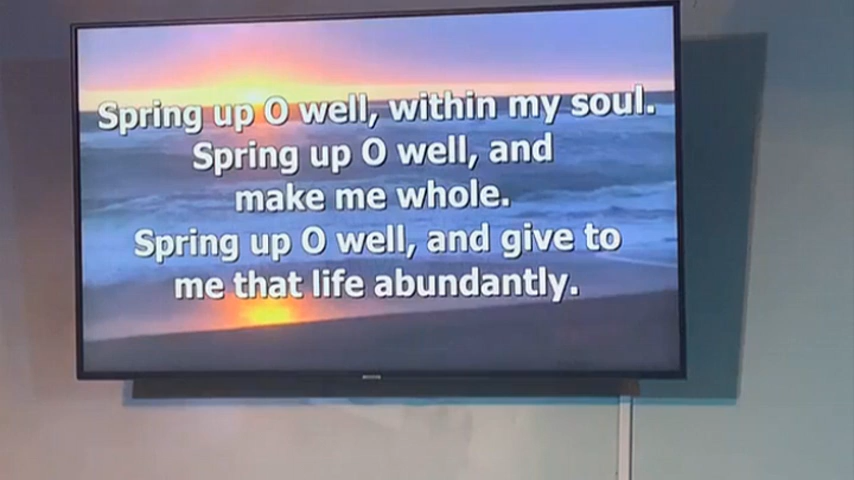 Spring up O well, within my soul.
Spring up O well, and
make me whole.
Spring up O well, and give to
me that life abundantly.